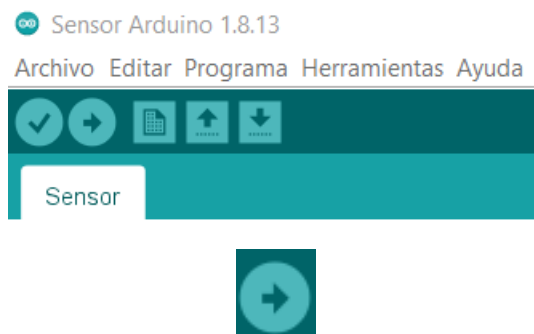 Sensor Arduino 1.8.13
Archivo Editar Programa Herramientas Ayuda
Sensor